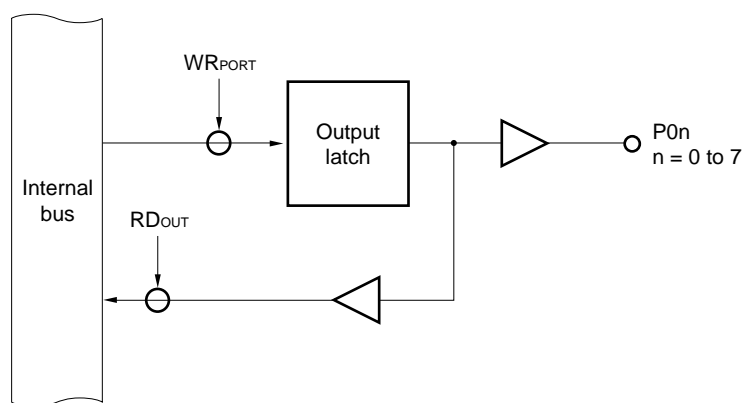 WRPORT
Output
latch
P0n
n = 0 to 7
Internal
bus
RDOUT